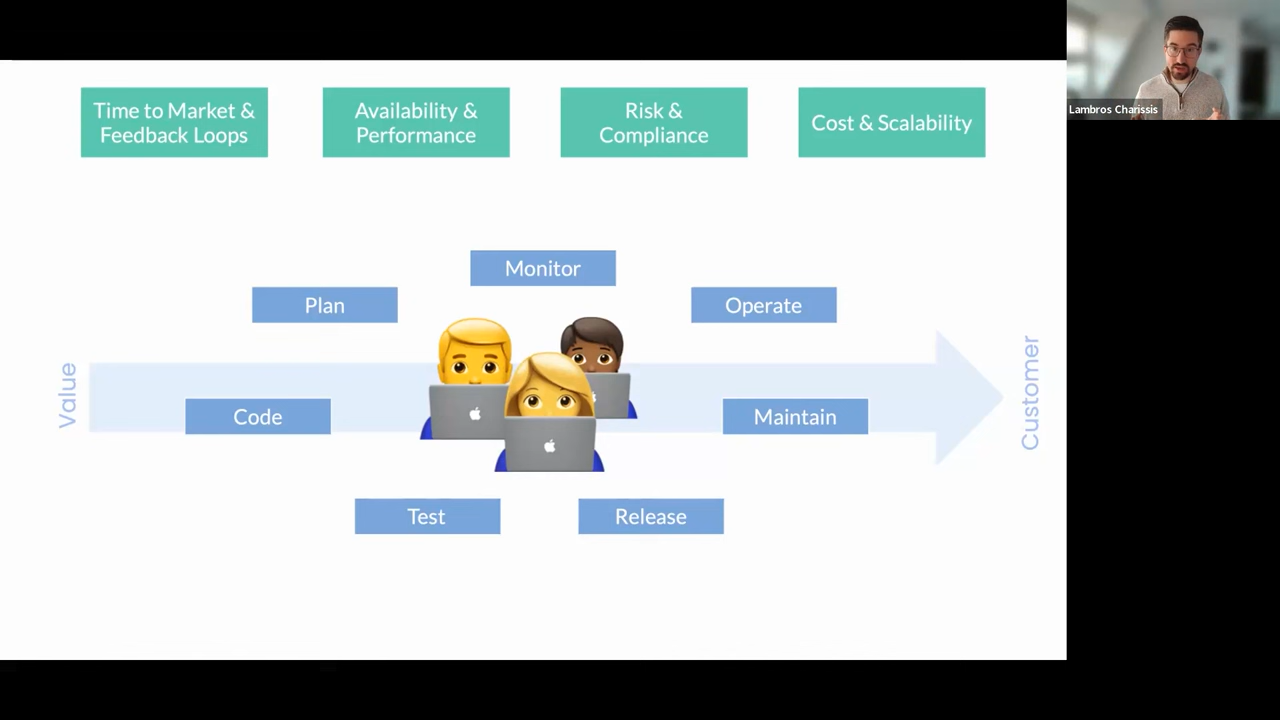 Time to Market &
Feedback Loops
Availability &
Performance
Risk &
Compliance
Cost & Scalability
Lambros Charissis
Monitor
Plan
Operate
Value
Customer
Code
Maintain
Test
Release